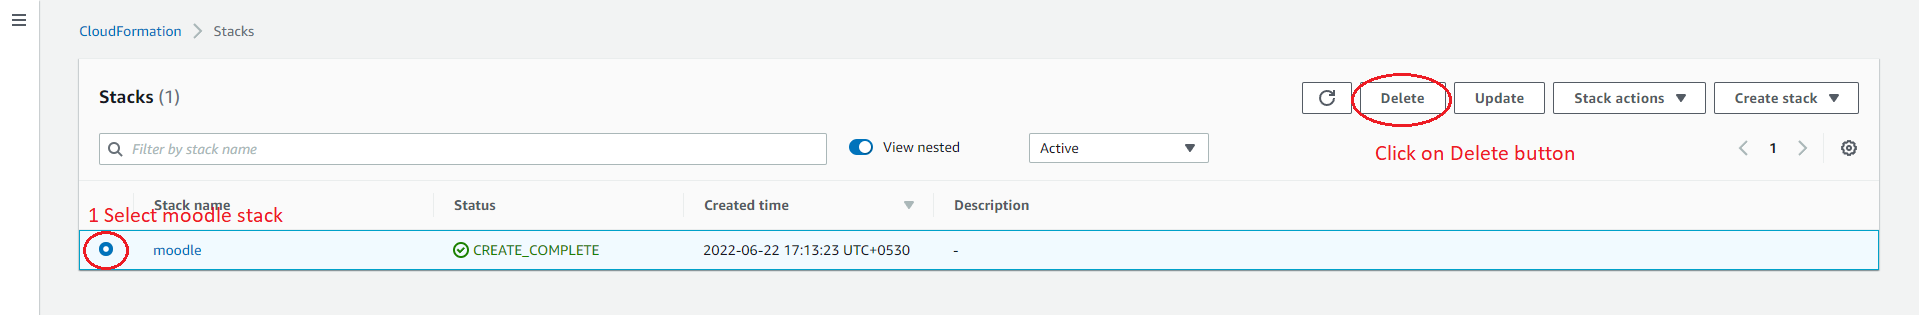 CloudFormation > Stacks
Stacks (1)
Delete
Update
Stack actions
Create stack
Filter by stack name
View nested
Active
Click on Delete button
1
Stack name
Status
Created time
Description
1 Select moodle stack
moodle
CREATE_COMPLETE
2022-06-22 17:13:23 UTC+0530
-